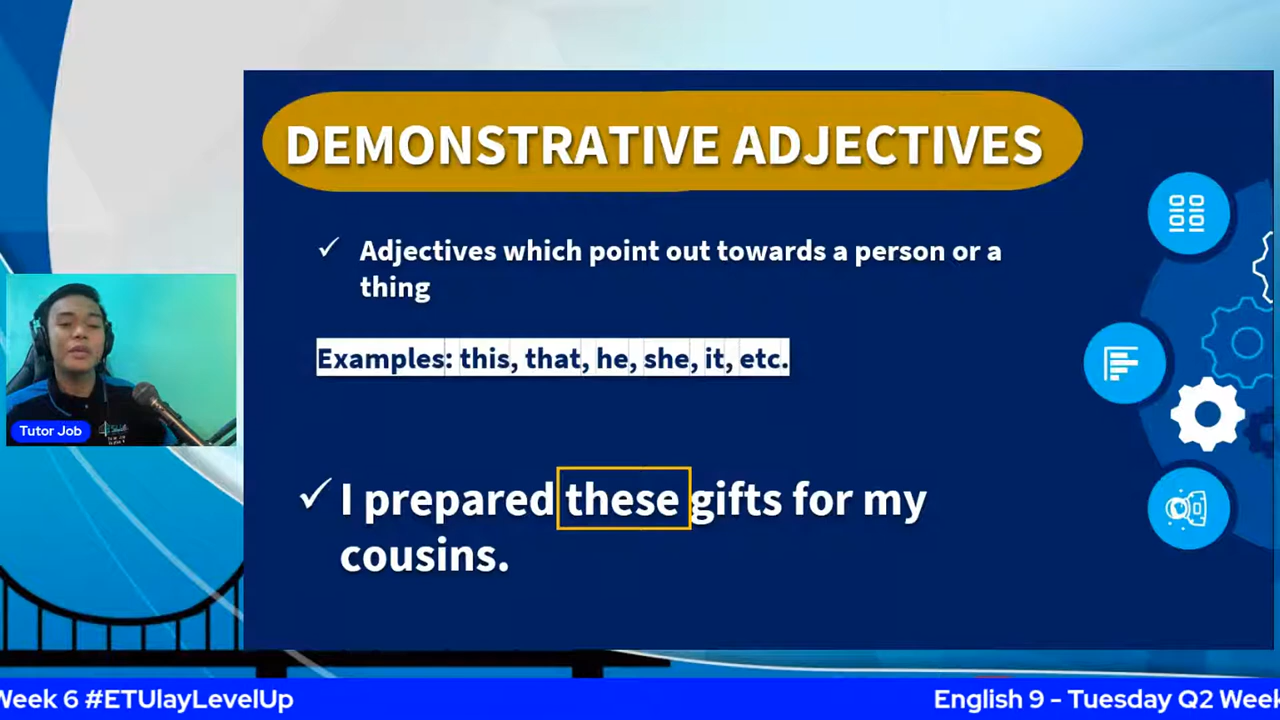 DEMONSTRATIVE ADJECTIVES
✓ Adjectives which point out towards a person or a
thing
Examples: this, that, he, she, it, etc.
✓ I prepared these gifts for my
cousins.
Tutor Job
Week 6 #ETUlayLevelUp
English 9 - Tuesday Q2 Week